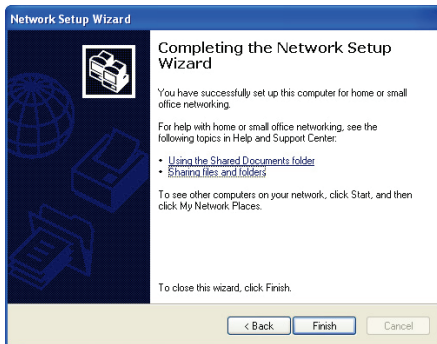 Network Setup Wizard
Completing the Network Setup
Wizard
You have successfully set up this computer for home or small
office networking.
For help with home or small office networking, see the
following topics in Help and Support Center:
• Using the Shared Documents folder
• Sharing files and folders
To see other computers on your network, click Start, and then
click My Network Places.
To close this wizard, click Finish.
< Back
Finish
Cancel